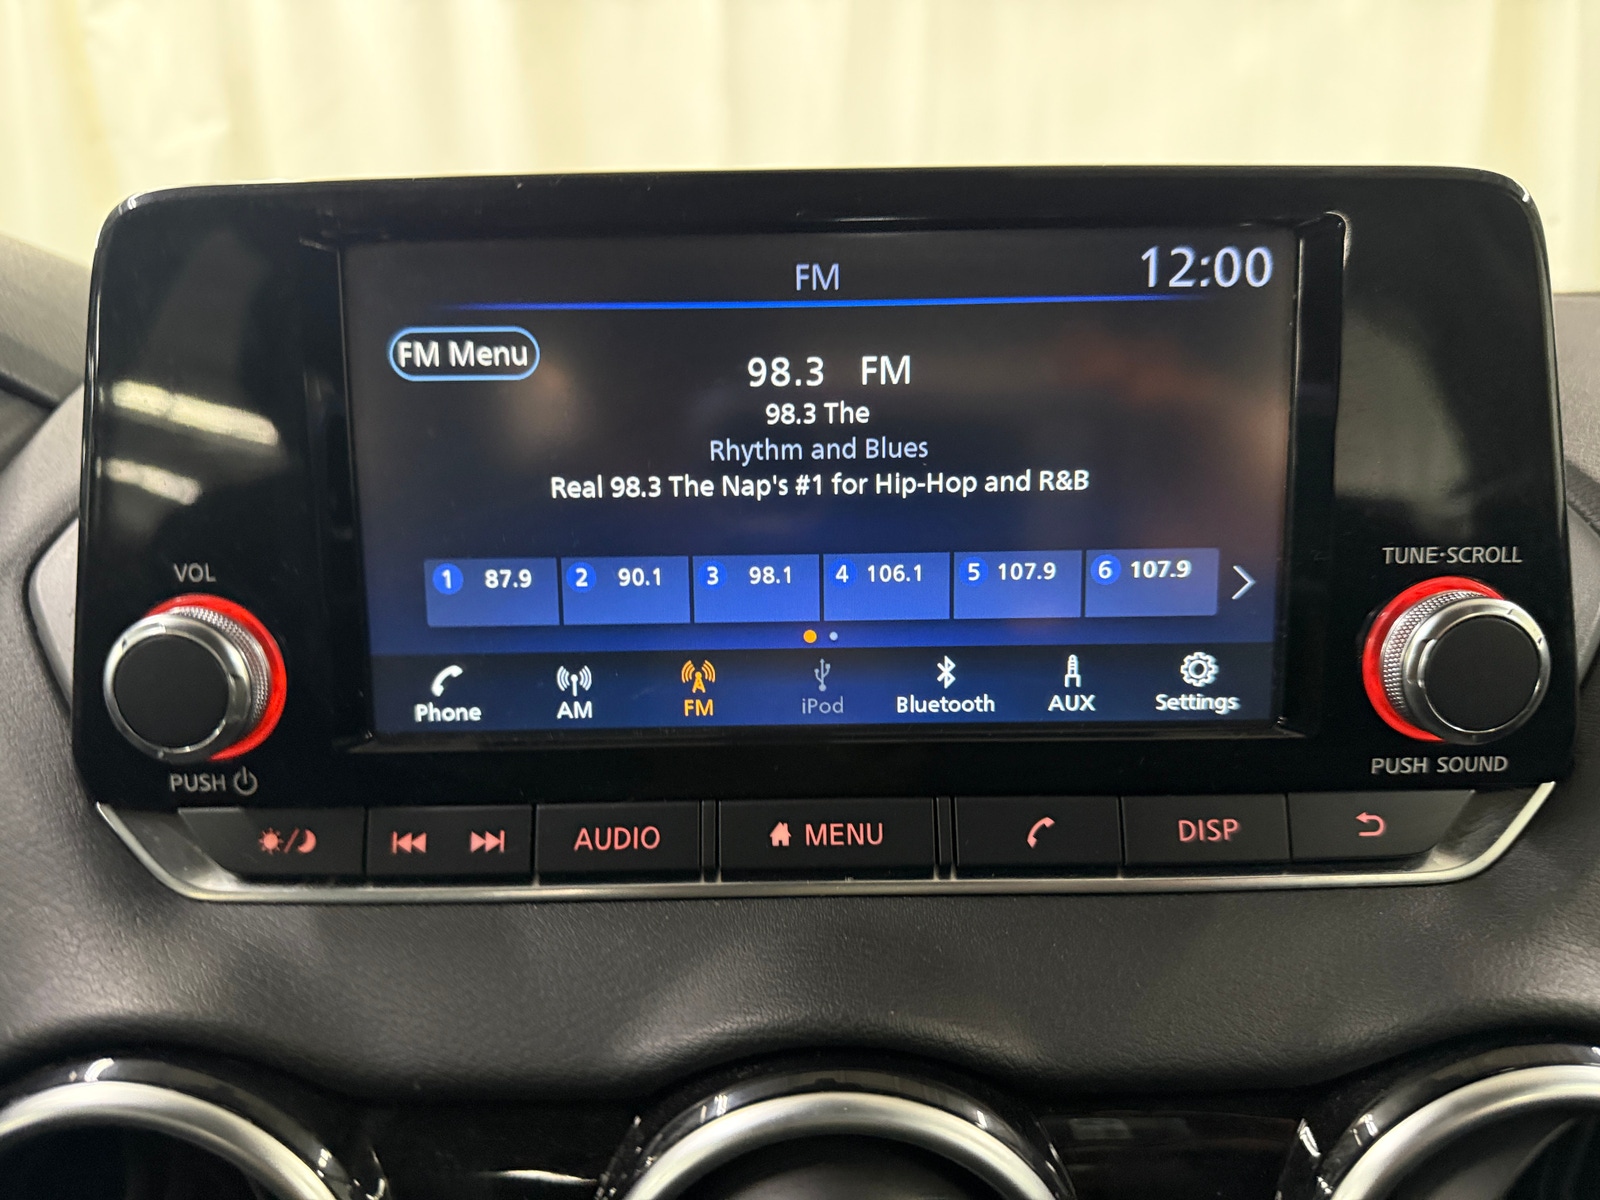 FM 12:00
FM Menu
98.3 FM
98.3 The
Rhythm and Blues
Real 98.3 The Nap's #1 for Hip-Hop and R&B
1 87.9 2 90.1 3 98.1 4 106.1 5 107.9 6 107.9
Phone AM FM iPod Bluetooth AUX Settings
VOL
PUSH
TUNE·SCROLL
PUSH SOUND
AUDIO MENU DISP